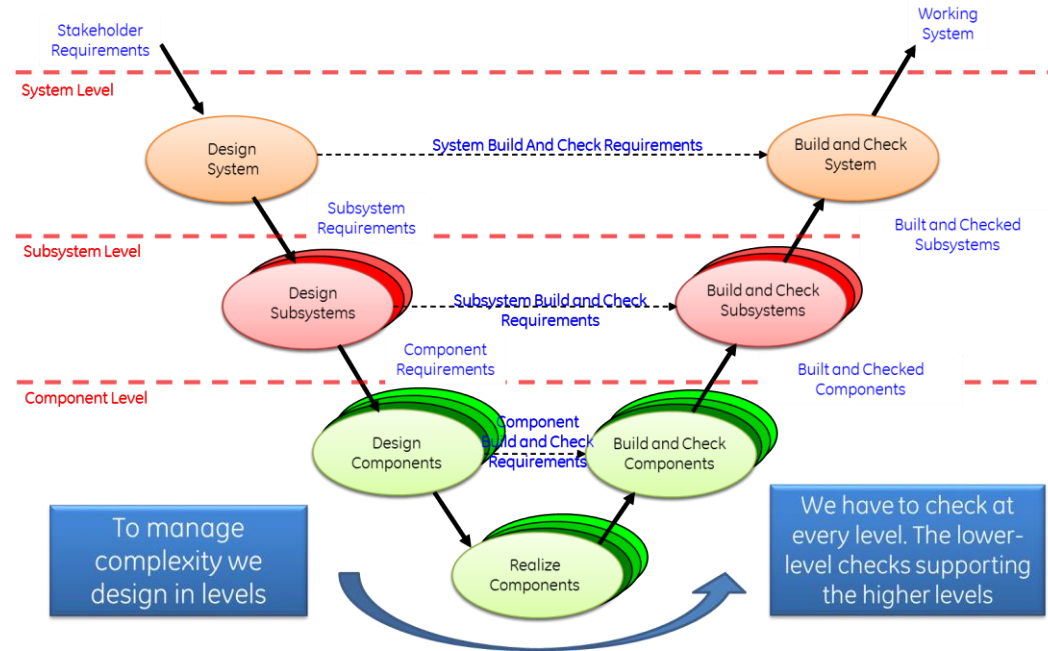 Stakeholder
Requirements
Working
System
System Level
Design
System
System Build And Check Requirements
Build and Check
System
Subsystem
Requirements
Built and Checked
Subsystems
Subsystem Level
Design
Subsystems
Subsystem Build and Check
Requirements
Build and Check
Subsystems
Component
Requirements
Built and Checked
Components
Component Level
Design
Components
Component
Build and Check
Requirements
Build and Check
Components
Realize
Components
To manage
complexity we
design in levels
We have to check at
every level. The lower-
level checks supporting
the higher levels